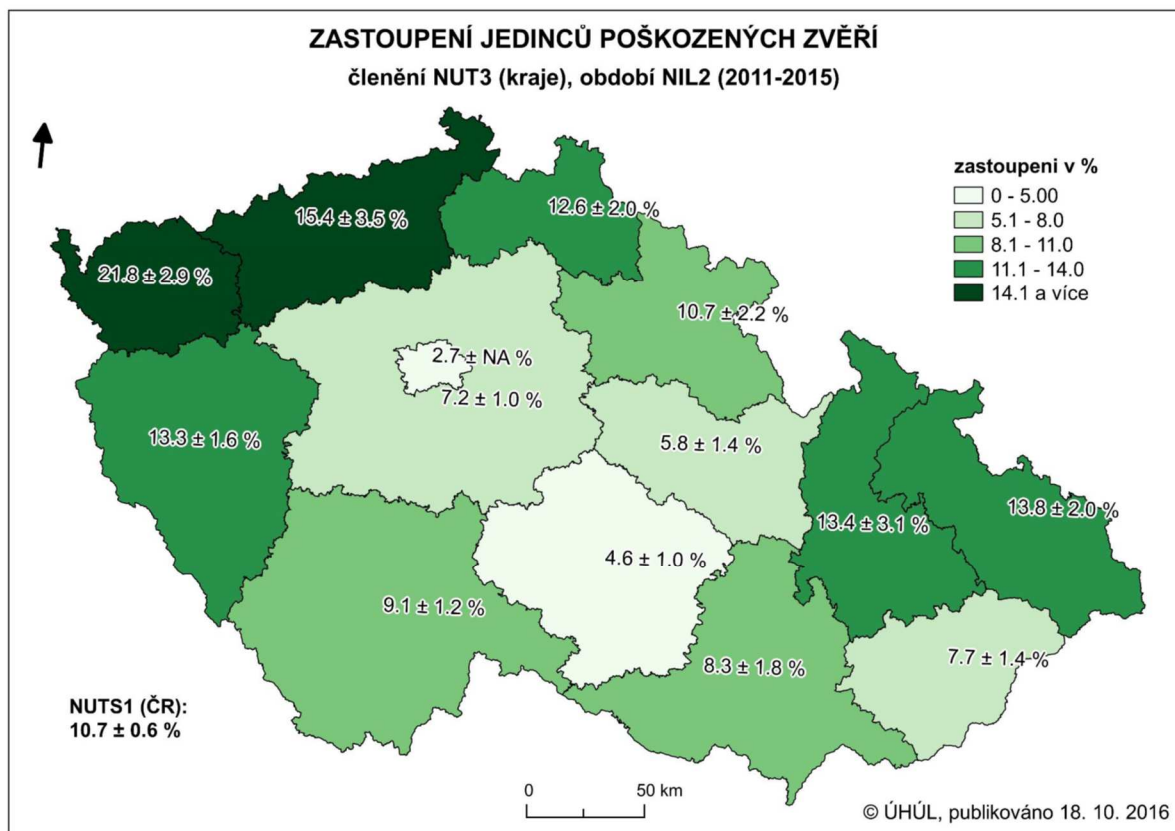 ZASTOUPENÍ JEDINCŮ POŠKOZENÝCH ZVĚŘÍ
členění NUT3 (kraje), období NIL2 (2011-2015)
zastoupeni v %
0 - 5.00
5.1 - 8.0
8.1 - 11.0
11.1 - 14.0
14.1 a více
12.6 ± 2.0 %
15.4 ± 3.5 %
21.8 ± 2.9 %
10.7 ± 2.2 %
2.7 ± NA %
7.2 ± 1.0 %
13.3 ± 1.6 %
5.8 ± 1.4 %
13.8 ± 2.0 %
13.4 ± 3.1 %
4.6 ± 1.0 %
9.1 ± 1.2 %
8.3 ± 1.8 %
7.7 ± 1.4 %
NUTS1 (ČR):
10.7 ± 0.6 %
0 50 km
© ÚHÚL, publikováno 18. 10. 2016